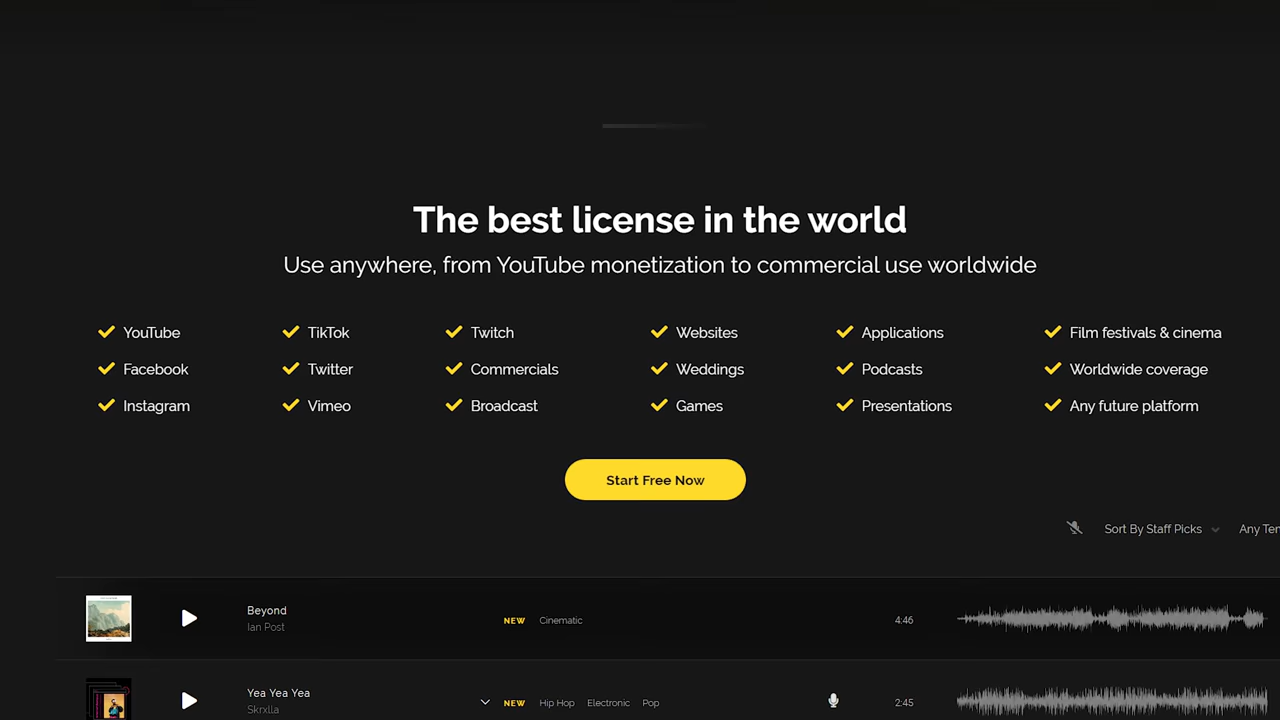 The best license in the world
Use anywhere, from YouTube monetization to commercial use worldwide
YouTube TikTok Twitch Websites Applications Film festivals & cinema
Facebook Twitter Commercials Weddings Podcasts Worldwide coverage
Instagram Vimeo Broadcast Games Presentations Any future platform
Start Free Now
Sort By Staff Picks Any
Beyond
Ian Post
NEW Cinematic 4:46
Yea Yea Yea
Skrxlla
NEW Hip Hop Electronic Pop 2:45